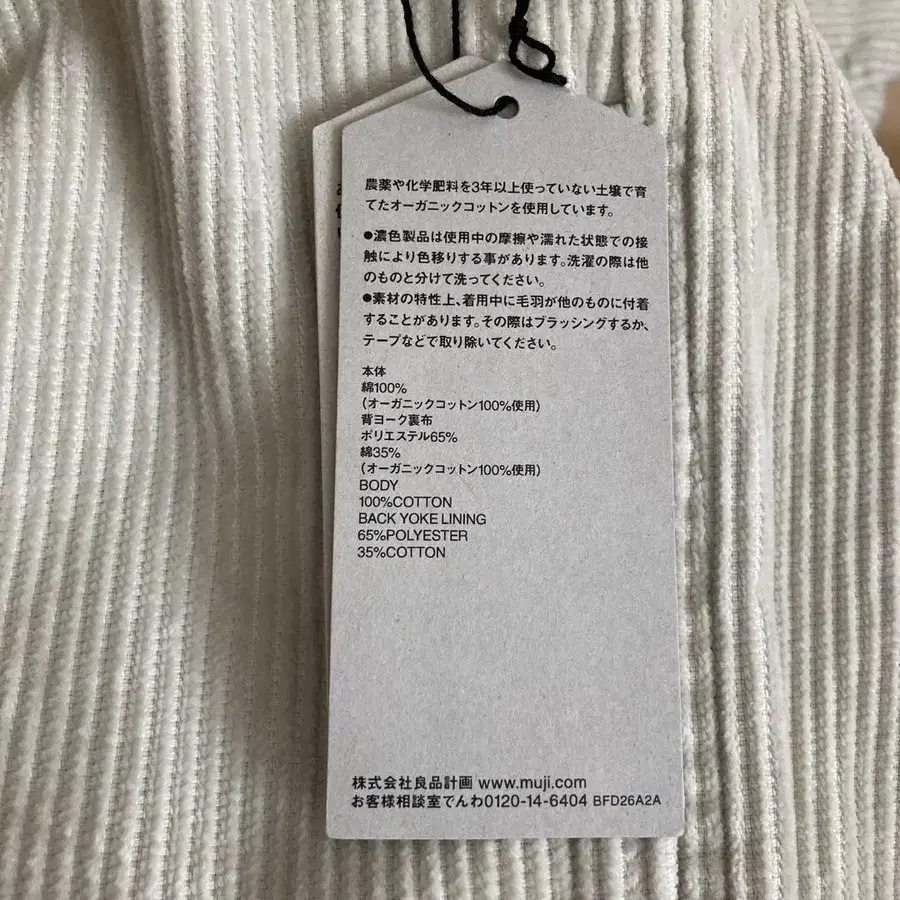 農薬や化学肥料を3年以上使っていない土壌で育
てたオーガニックコットンを使用しています。
●濃色製品は使用中の摩擦や濡れた状態での接
触により色移りする事があります。洗濯の際は他
のものと分けて洗ってください。
●素材の特性上、着用中に毛羽が他のものに付着
することがあります。その際はブラッシングするか、
テープなどで取り除いてください。
本体
綿100%
(オーガニックコットン100%使用)
背ヨーク裏布
ポリエステル65%
綿35%
(オーガニックコットン100%使用)
BODY
100%COTTON
BACK YOKE LINING
65%POLYESTER
35%COTTON
株式会社良品計画 www.muji.com
お客様相談室でんわ0120-14-6404 BFD26A2A